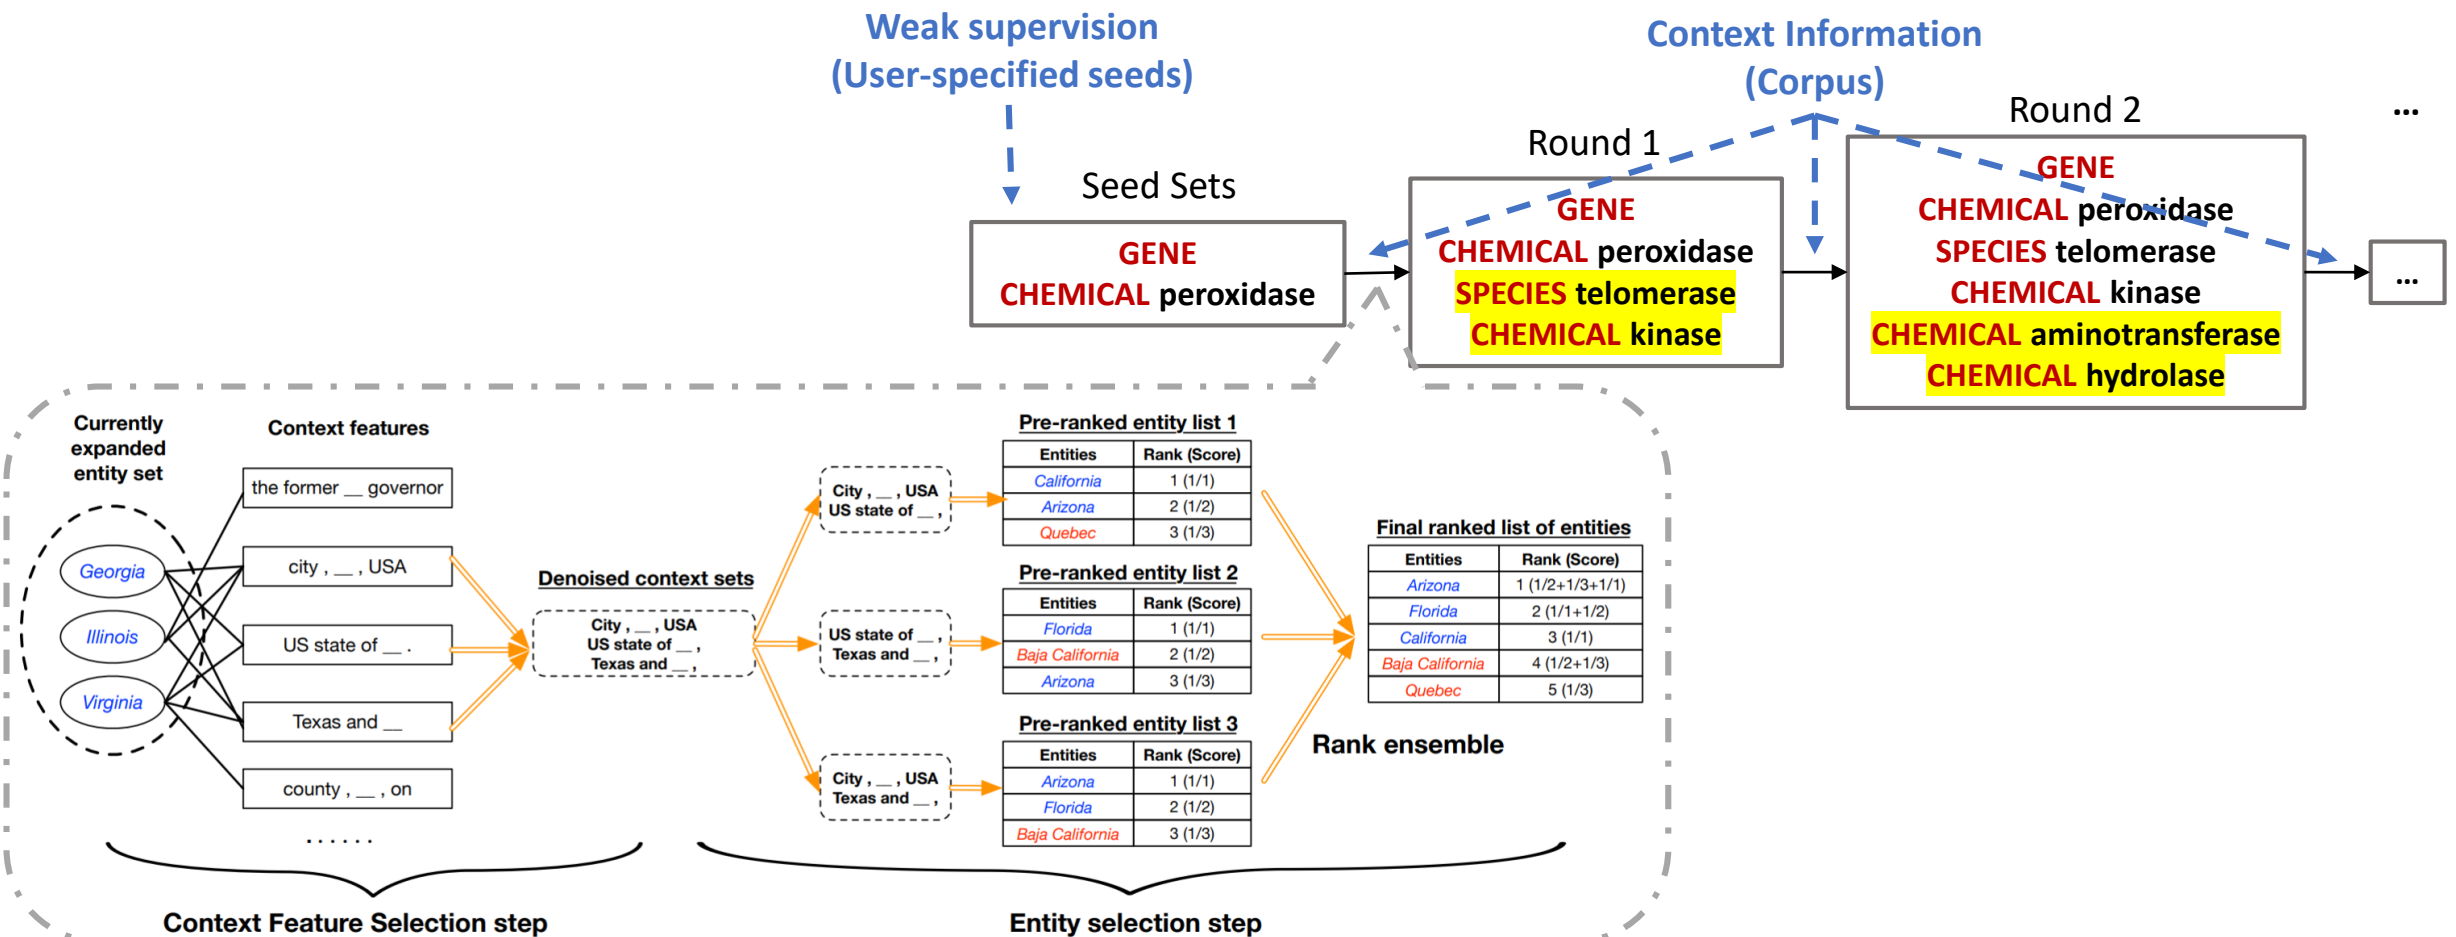 Weak supervision
(User-specified seeds)
Context Information
(Corpus)
Seed Sets
GENE
CHEMICAL peroxidase
Round 1
GENE
CHEMICAL peroxidase
SPECIES telomerase
CHEMICAL kinase
Round 2
GENE
CHEMICAL peroxidase
SPECIES telomerase
CHEMICAL kinase
CHEMICAL aminotransferase
CHEMICAL hydrolase
...
...
Currently
expanded
entity set
Georgia
Illinois
Virginia
Context features
the former __ governor
city , __ , USA
US state of __ .
Texas and __
county , __ , on
......
Denoised context sets
City , __ , USA
US state of __ ,
Texas and __ ,
City , __ , USA
US state of __ ,
US state of __ ,
Texas and __ ,
City , __ , USA
Texas and __ ,
Pre-ranked entity list 1
Entities Rank (Score)
California 1 (1/1)
Arizona 2 (1/2)
Quebec 3 (1/3)
Pre-ranked entity list 2
Entities Rank (Score)
Florida 1 (1/1)
Baja California 2 (1/2)
Arizona 3 (1/3)
Pre-ranked entity list 3
Entities Rank (Score)
Arizona 1 (1/1)
Florida 2 (1/2)
Baja California 3 (1/3)
Final ranked list of entities
Entities Rank (Score)
Arizona 1 (1/2+1/3+1/1)
Florida 2 (1/1+1/2)
California 3 (1/1)
Baja California 4 (1/2+1/3)
Quebec 5 (1/3)
Rank ensemble
Context Feature Selection step
Entity selection step